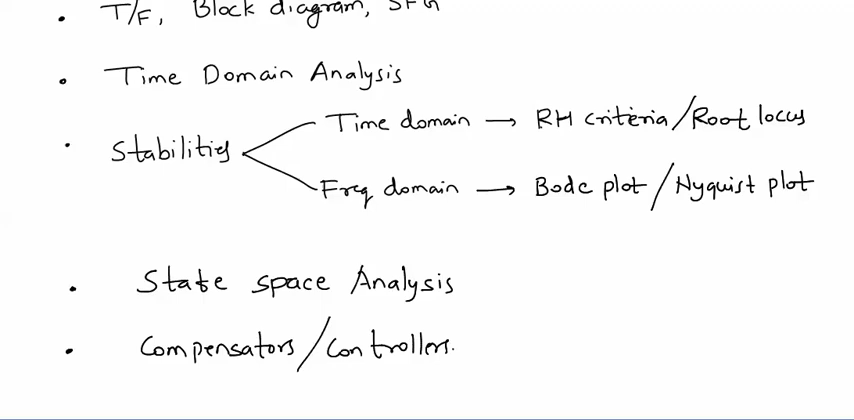 • T/F, Block diagram, SFG
• Time Domain Analysis
• Stabilities
Time domain → RH criteria/Root locus
Freq domain → Bode plot/Nyquist plot
• State space Analysis
• Compensators/controllers.